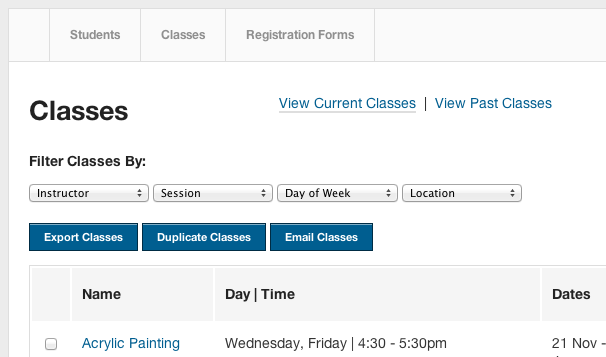 Students Classes Registration Forms
Classes
View Current Classes | View Past Classes
Filter Classes By:
Instructor Session Day of Week Location
Export Classes Duplicate Classes Email Classes
Name Day | Time Dates
Acrylic Painting Wednesday, Friday | 4:30 - 5:30pm 21 Nov -